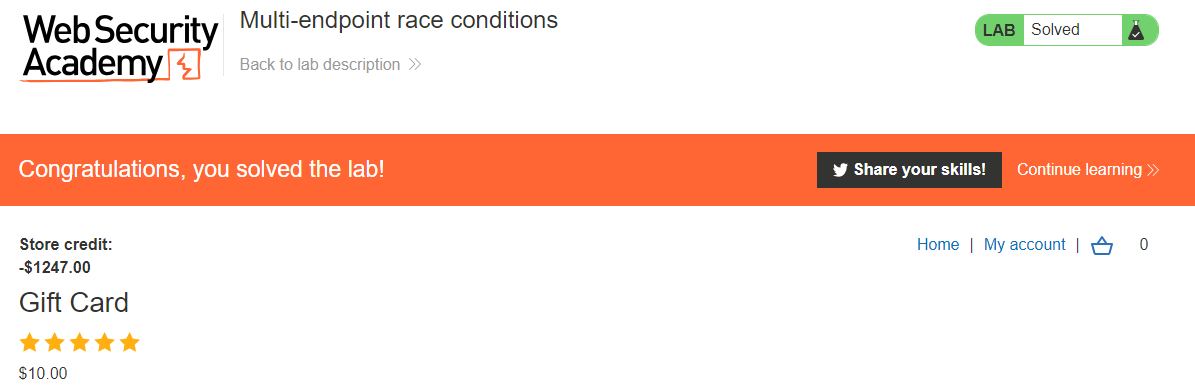 Web Security
Academy
Multi-endpoint race conditions
Back to lab description
LAB Solved
Congratulations, you solved the lab!
Share your skills! Continue learning
Store credit:
-$1247.00
Home | My account | 0
Gift Card
$10.00